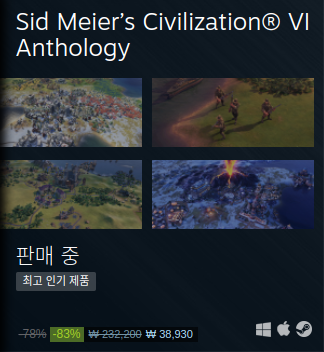 Sid Meier's Civilization® VI
Anthology
판매 중
최고 인기 제품
-78% -83% ₩ 232,200 ₩ 38,930